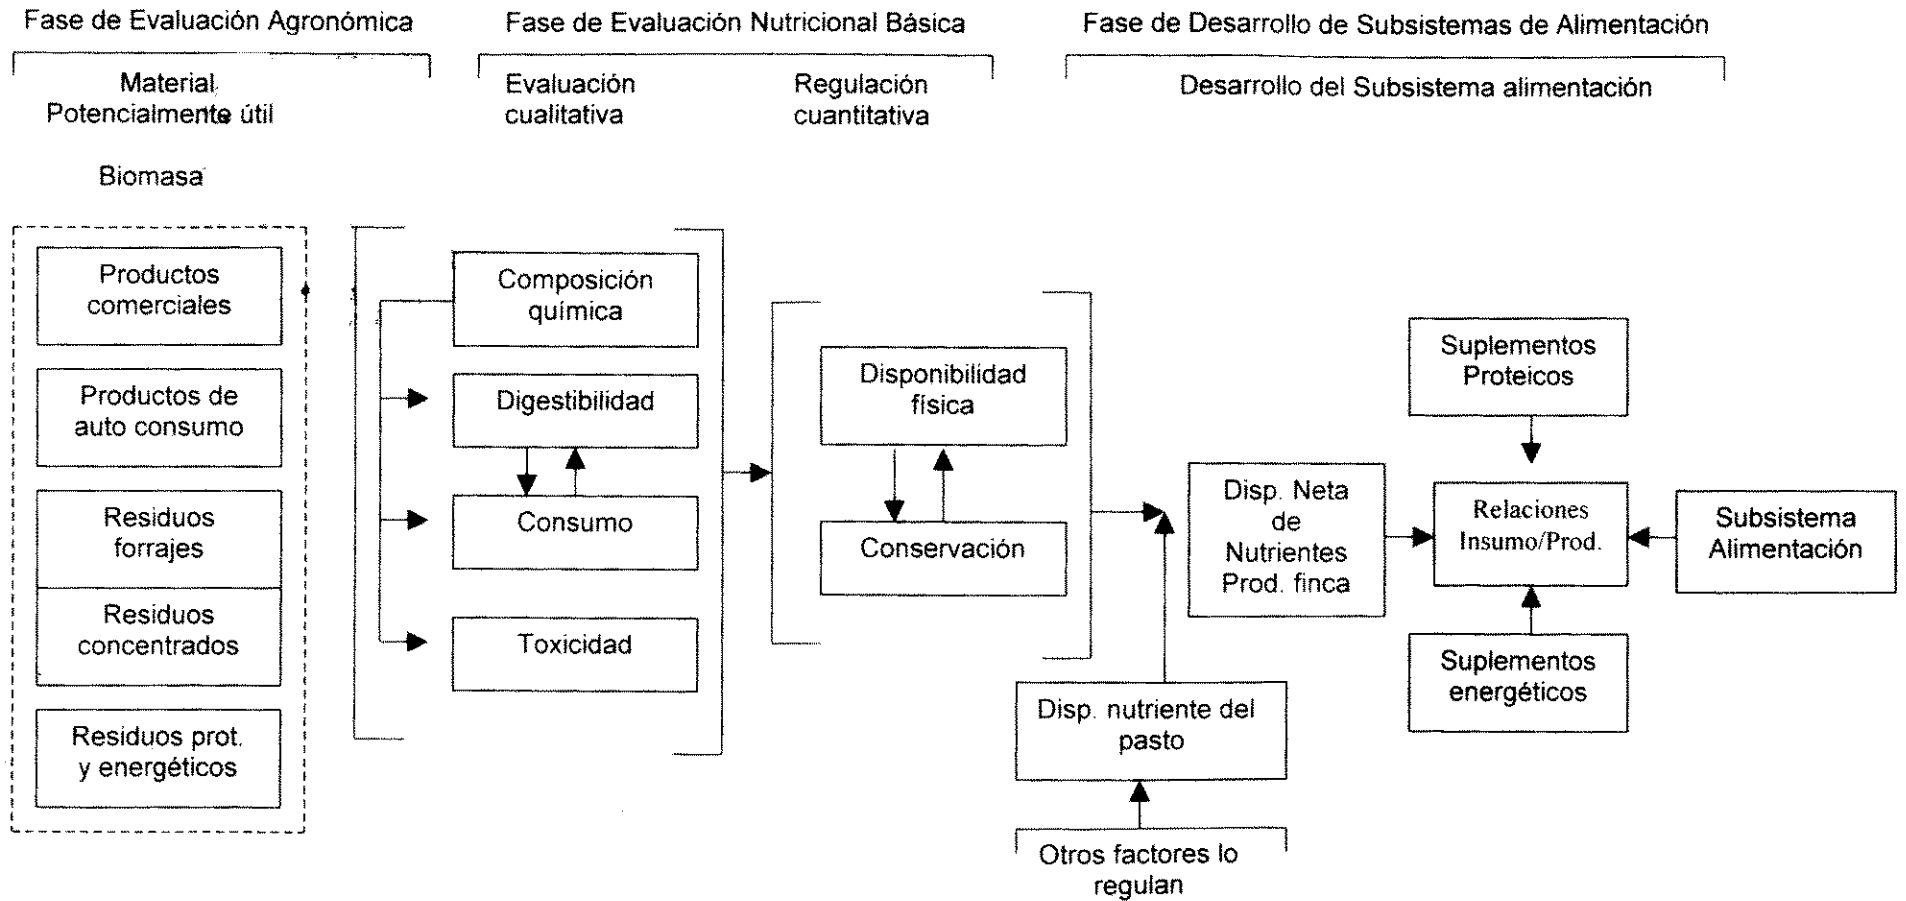 Fase de Evaluación Agronómica
Fase de Evaluación Nutricional Básica
Fase de Desarrollo de Subsistemas de Alimentación
Material
Potencialmente útil
Evaluación
cualitativa
Regulación
cuantitativa
Desarrollo del Subsistema alimentación
Biomasa
Productos
comerciales
Productos de
auto consumo
Residuos
forrajes
Residuos
concentrados
Residuos prot.
y energéticos
Composición
química
Digestibilidad
Consumo
Toxicidad
Disponibilidad
física
Conservación
Disp. nutriente del
pasto
Otros factores lo
regulan
Disp. Neta
de
Nutrientes
Prod. finca
Suplementos
Proteicos
Relaciones
Insumo/Prod.
Suplementos
energéticos
Subsistema
Alimentación